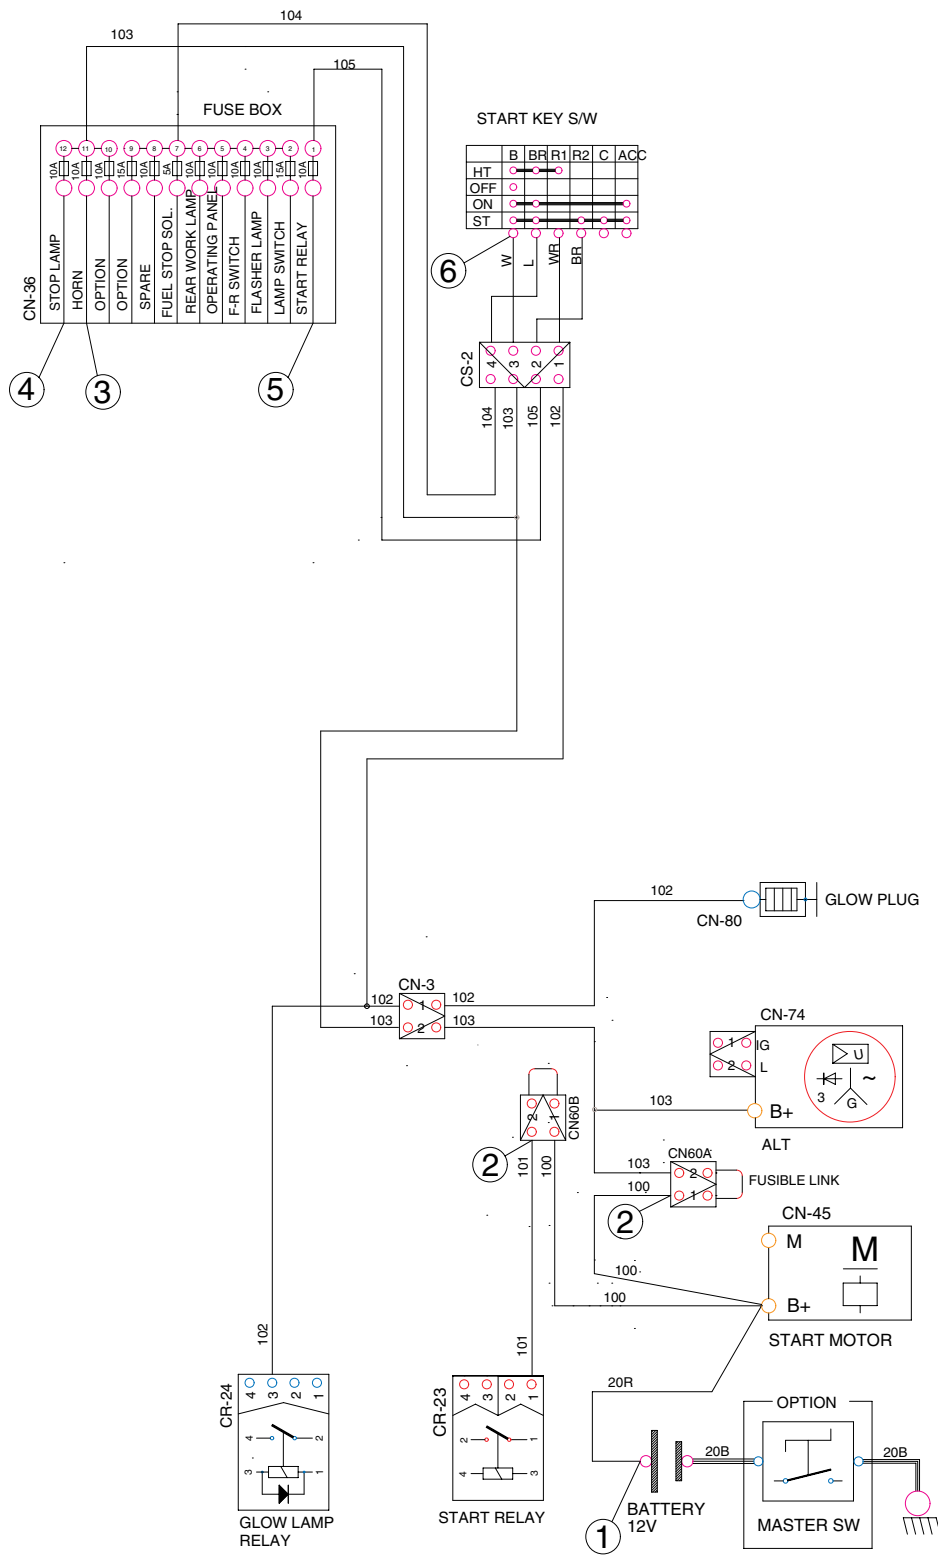 104
103
105
FUSE BOX
START KEY S/W
12 11 10 9 8 7 6 5 4 3 2 1
10A 10A 10A 15A 10A 5A 10A 10A 10A 10A 15A 10A
STOP LAMP
HORN
OPTION
OPTION
SPARE
FUEL STOP SOL.
REAR WORK LAMP
OPERATING PANEL
F-R SWITCH
FLASHER LAMP
LAMP SWITCH
START RELAY
CN-36
B BR R1 R2 C ACC
HT
OFF
ON
ST
6
W L WR BR
4 3 5
CS-2
4 3 2 1
104 103 105 102
102
GLOW PLUG
CN-80
CN-3
102 1 102
103 2 103
CN-74
1 IG
2 L
U
3 G ~
B+
103
ALT
2 1
CN60B
2
101 100
CN60A
103 2
100 1
FUSIBLE LINK
2
CN-45
M
M
100
100
B+
START MOTOR
102
101
CR-24
4 3 2 1
4 2
3 1
GLOW LAMP
RELAY
CR-23
4 3 2 1
2 1
4 3
START RELAY
20R
OPTION
20B
20B
BATTERY
12V
1
MASTER SW